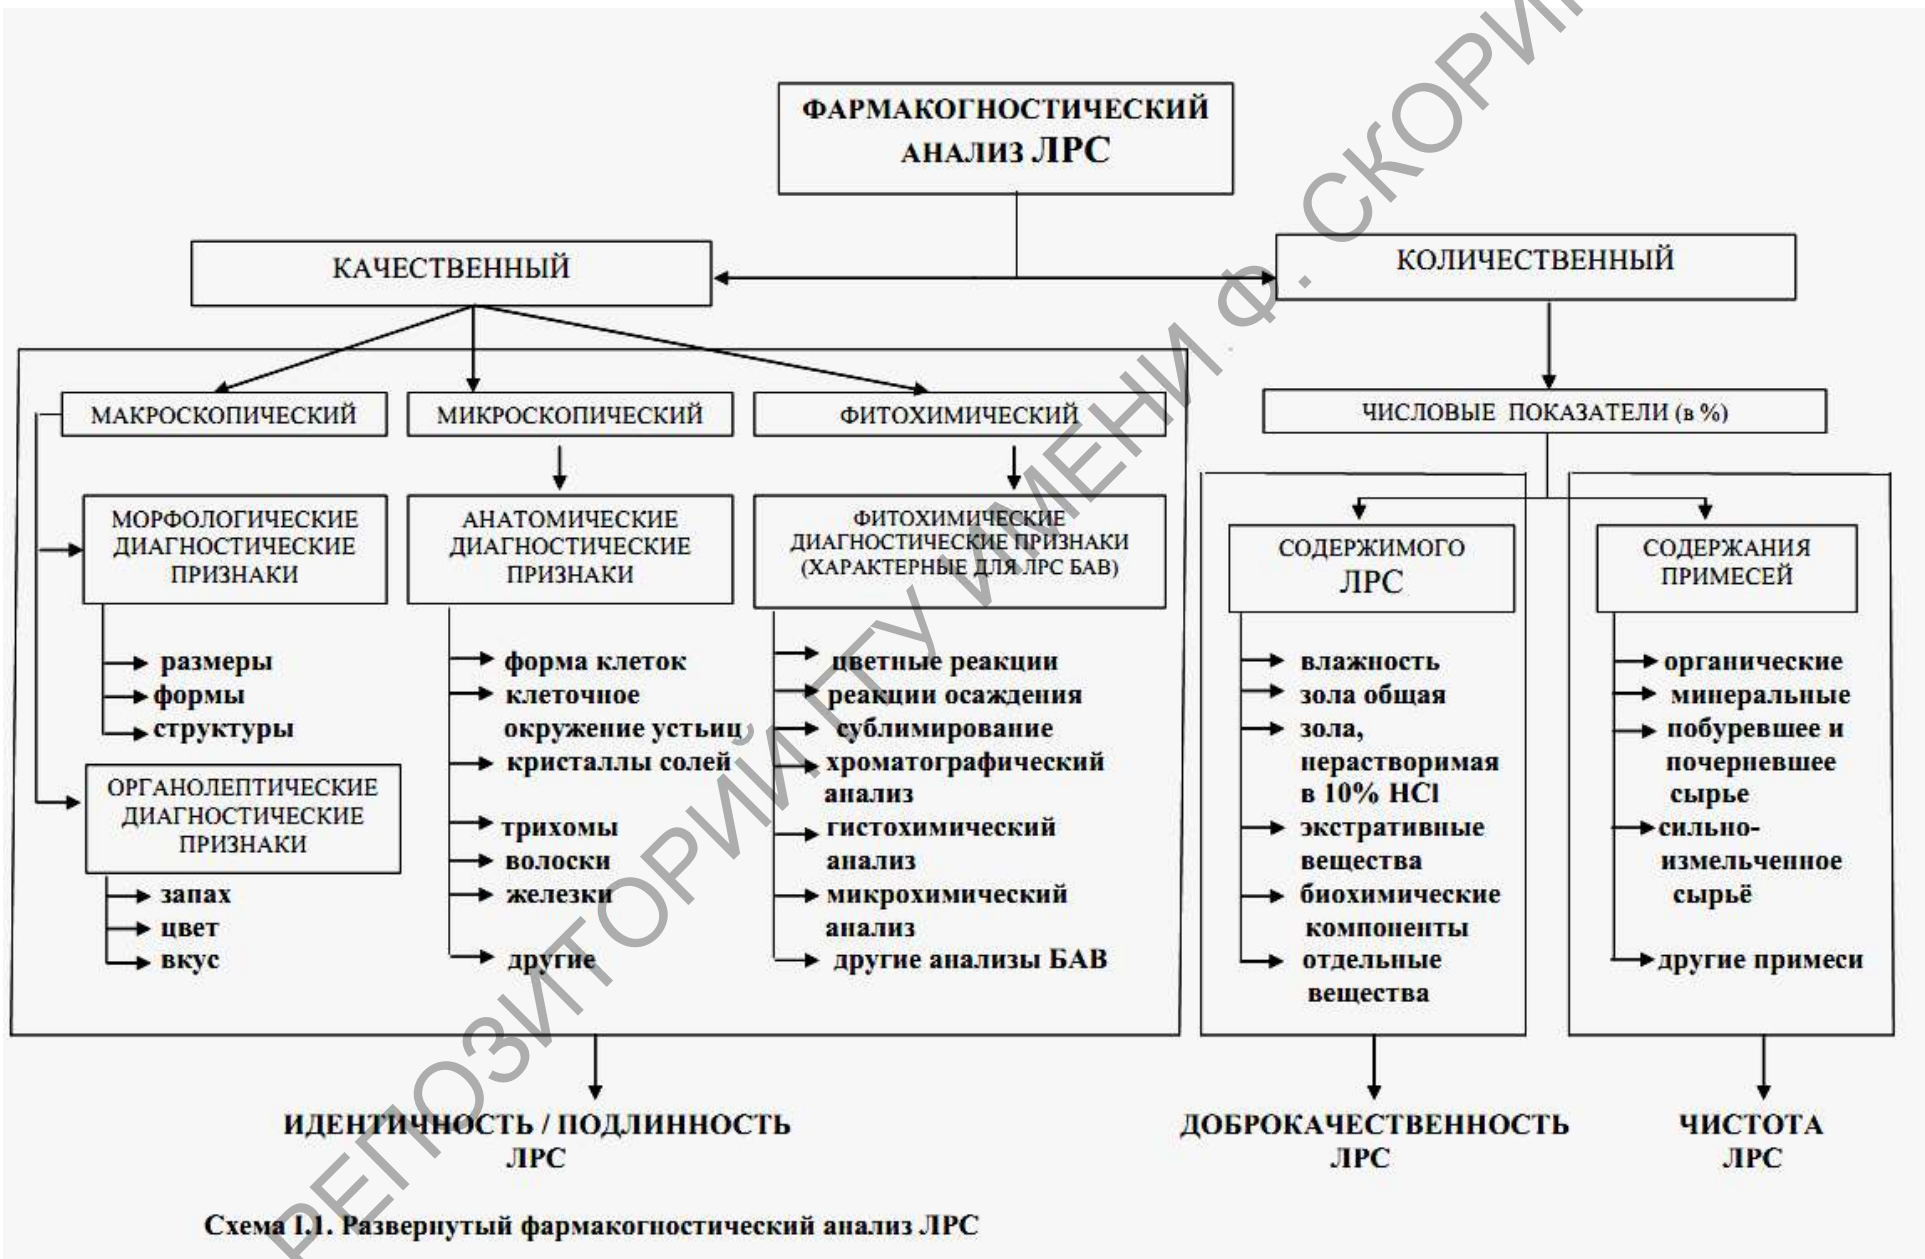 ФАРМАКОГНОСТИЧЕСКИЙ
АНАЛИЗ ЛРС
КАЧЕСТВЕННЫЙ
КОЛИЧЕСТВЕННЫЙ
МАКРОСКОПИЧЕСКИЙ
МИКРОСКОПИЧЕСКИЙ
ФИТОХИМИЧЕСКИЙ
ЧИСЛОВЫЕ ПОКАЗАТЕЛИ (в %)
МОРФОЛОГИЧЕСКИЕ
ДИАГНОСТИЧЕСКИЕ
ПРИЗНАКИ
размеры
формы
структуры
ОРГАНОЛЕПТИЧЕСКИЕ
ДИАГНОСТИЧЕСКИЕ
ПРИЗНАКИ
запах
цвет
вкус
АНАТОМИЧЕСКИЕ
ДИАГНОСТИЧЕСКИЕ
ПРИЗНАКИ
форма клеток
клеточное
окружение устьиц
кристаллы солей
трихомы
волоски
железки
другие
ФИТОХИМИЧЕСКИЕ
ДИАГНОСТИЧЕСКИЕ ПРИЗНАКИ
(ХАРАКТЕРНЫЕ ДЛЯ ЛРС БАВ)
цветные реакции
реакции осаждения
сублимирование
хроматографический
анализ
гистохимический
анализ
микрохимический
анализ
другие анализы БАВ
СОДЕРЖИМОГО
ЛРС
влажность
зола общая
зола,
нерастворимая
в 10% HCl
экстративные
вещества
биохимические
компоненты
отдельные
вещества
СОДЕРЖАНИЯ
ПРИМЕСЕЙ
органические
минеральные
побуревшее и
почерневшее
сырье
сильно-
измельченное
сырьё
другие примеси
ИДЕНТИЧНОСТЬ / ПОДЛИННОСТЬ
ЛРС
ДОБРОКАЧЕСТВЕННОСТЬ
ЛРС
ЧИСТОТА
ЛРС
Схема I.1. Развернутый фармакогностический анализ ЛРС
РЕПОЗИТОРИЙ ГГУ ИМЕНИ Ф. СКОРИ